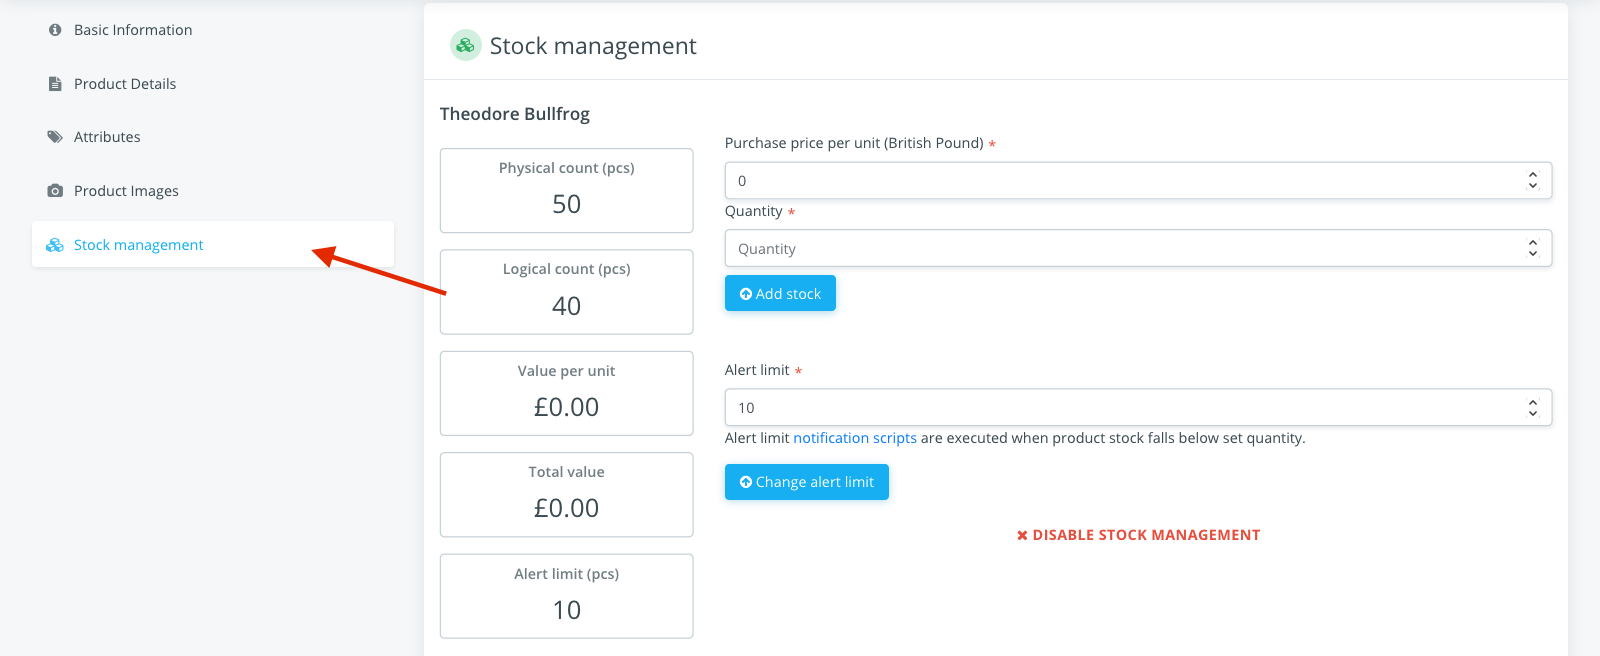 Basic Information
Product Details
Attributes
Product Images
Stock management
Stock management
Theodore Bullfrog
Physical count (pcs)
50
Logical count (pcs)
40
Value per unit
£0.00
Total value
£0.00
Alert limit (pcs)
10
Purchase price per unit (British Pound) *
0
Quantity *
Quantity
Add stock
Alert limit *
10
Alert limit notification scripts are executed when product stock falls below set quantity.
Change alert limit
DISABLE STOCK MANAGEMENT